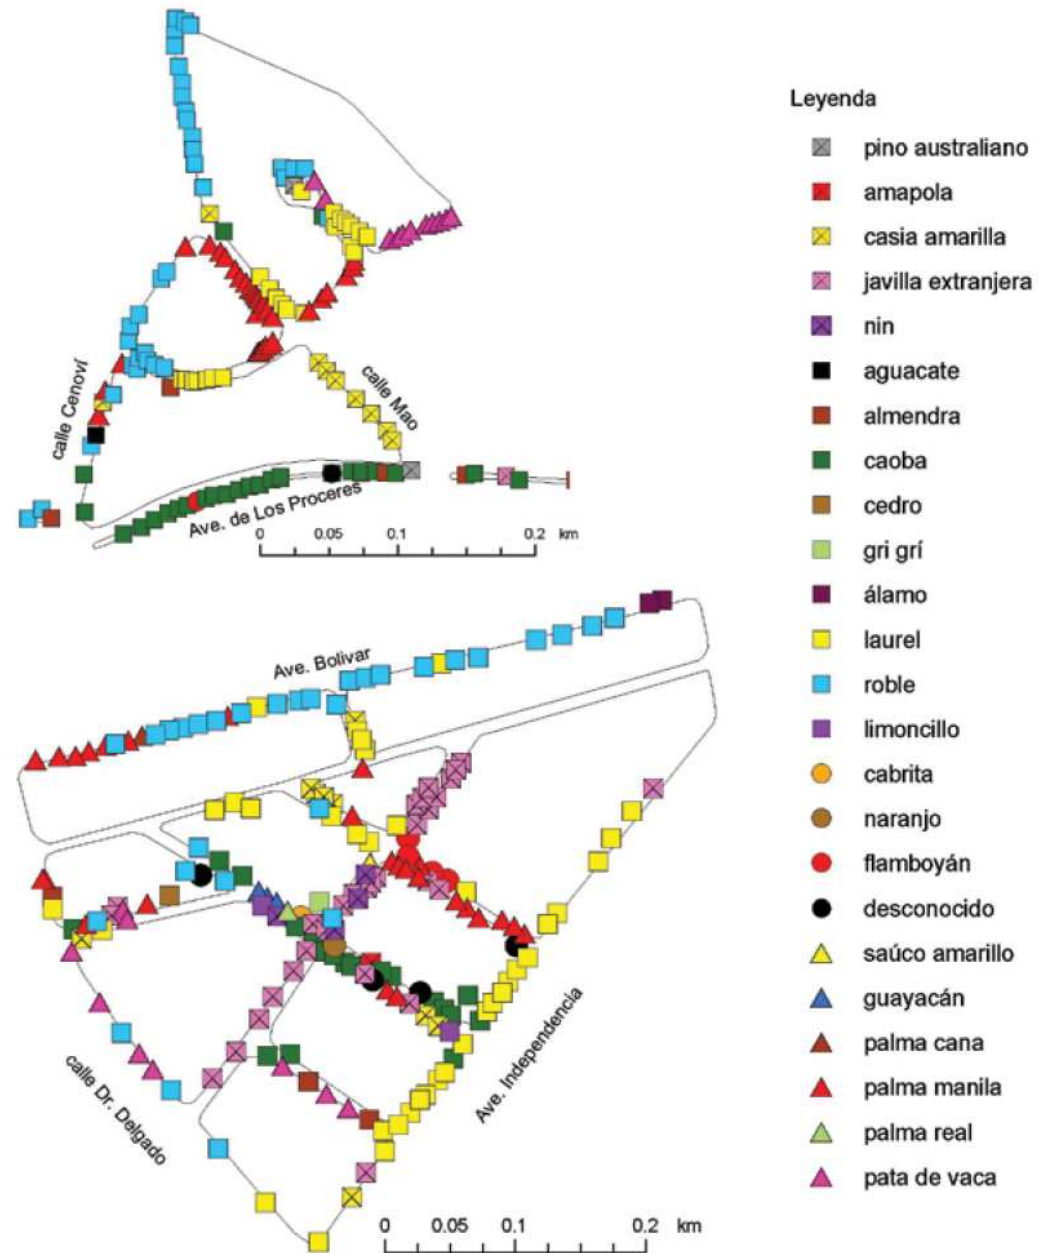 Leyenda
pino australiano
amapola
casia amarilla
javilla extranjera
nin
aguacate
almendra
caoba
cedro
gri grí
álamo
laurel
roble
limoncillo
cabrita
naranjo
flamboyán
desconocido
saúco amarillo
guayacán
palma cana
palma manila
palma real
pata de vaca
calle Cenoví
calle Mao
Ave. de Los Proceres
0 0.05 0.1 0.2 km
Ave. Bolivar
Ave. Independencia
calle Dr. Delgado
0 0.05 0.1 0.2 km